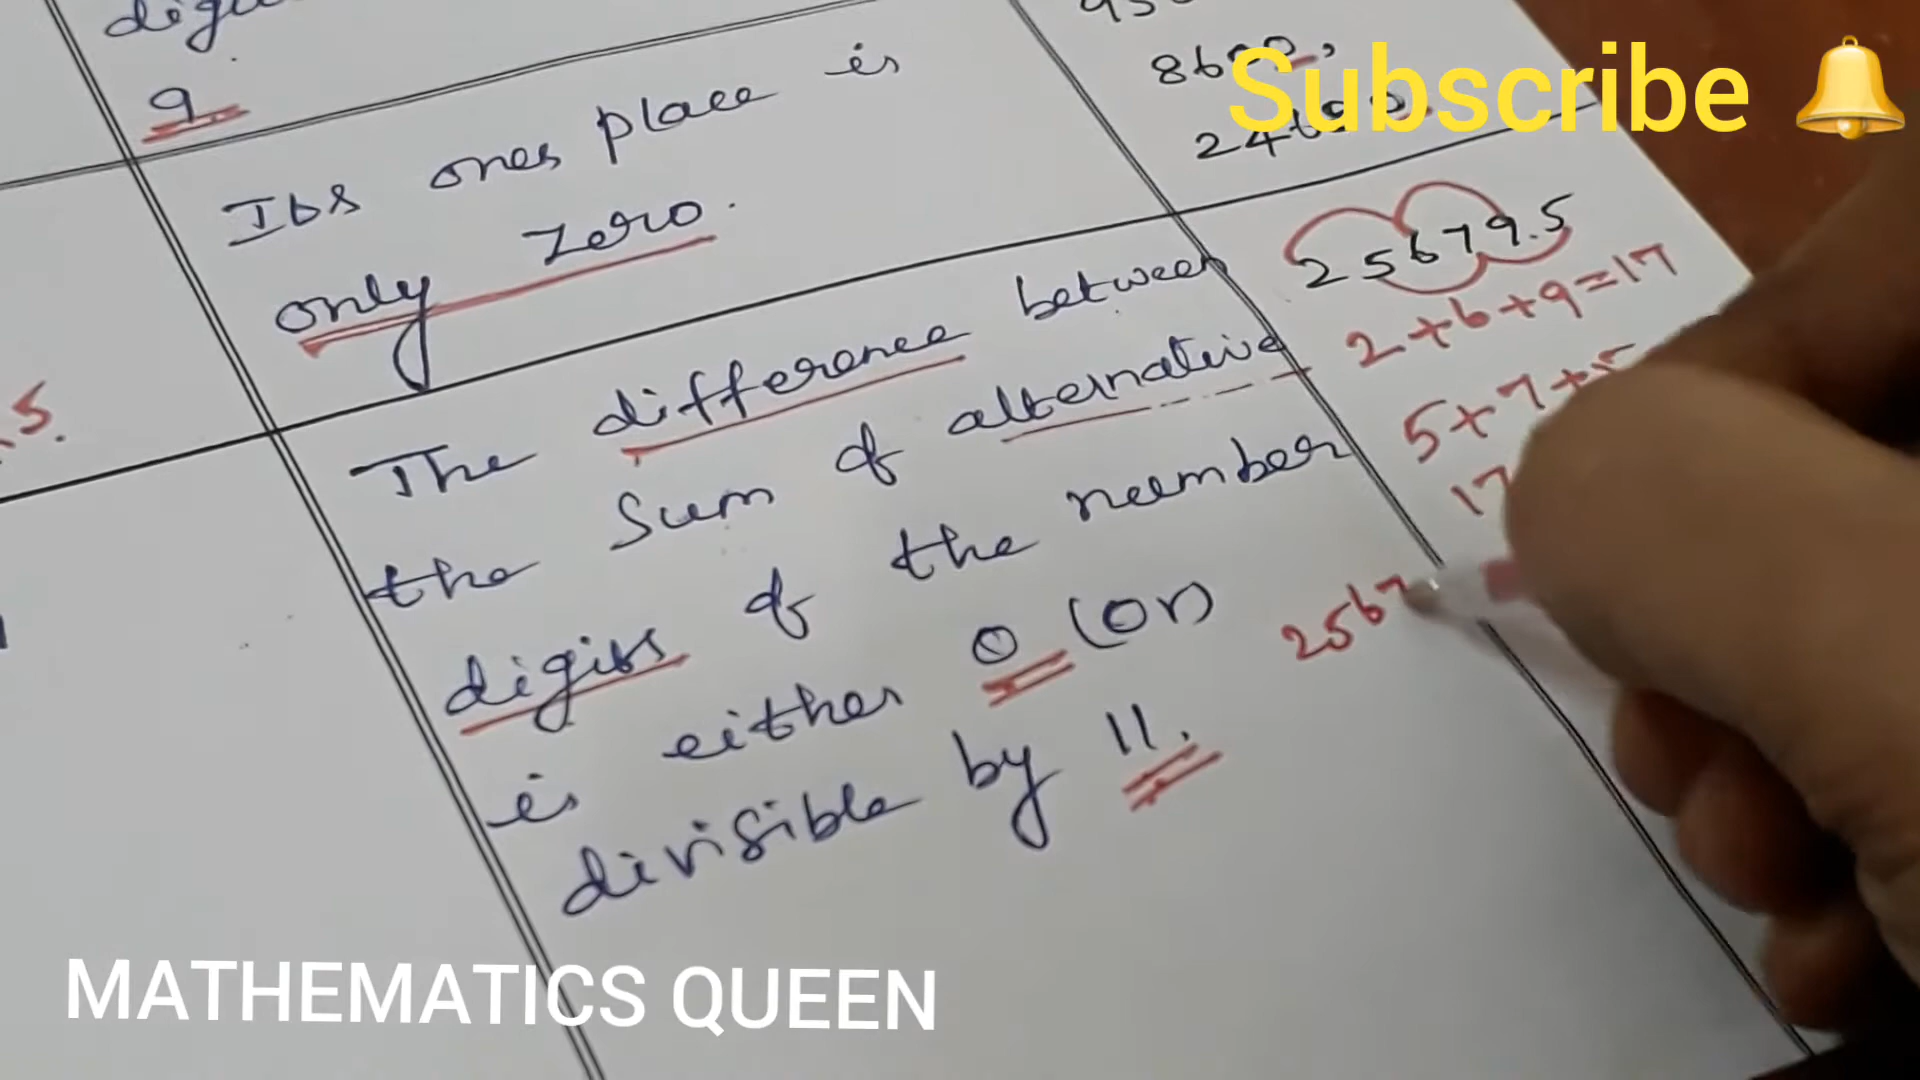 9.
Its ones place is
only zero.
The difference between
the sum of alternative
digits of the number
is either 0 (or)
divisible by 11.
8600,
256795
2+6+9=17
5+7+5
17
2567
Subscribe
MATHEMATICS QUEEN